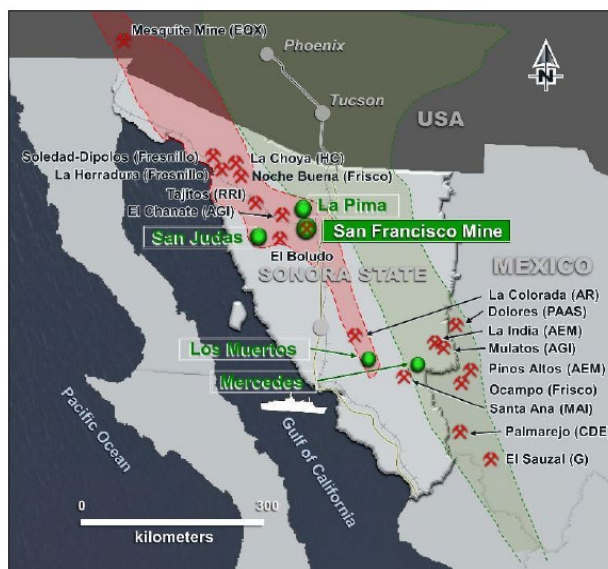 Mesquite Mine (EQX)
Phoenix
N
Tucson
USA
Soledad-Dipolos (Fresnillo)
La Choya (HC)
La Herradura (Fresnillo)
Noche Buena (Frisco)
Tajitos (RRI)
El Chanate (AGI)
La Pima
San Judas
San Francisco Mine
El Boludo
SONORA STATE
MEXICO
La Colorada (AR)
Dolores (PAAS)
La India (AEM)
Mulatos (AGI)
Los Muertos
Pinos Altos (AEM)
Mercedes
Ocampo (Frisco)
Santa Ana (MAI)
Palmarejo (CDE
El Sauzal (G)
Pacific Ocean
Gulf of California
0
300
kilometers